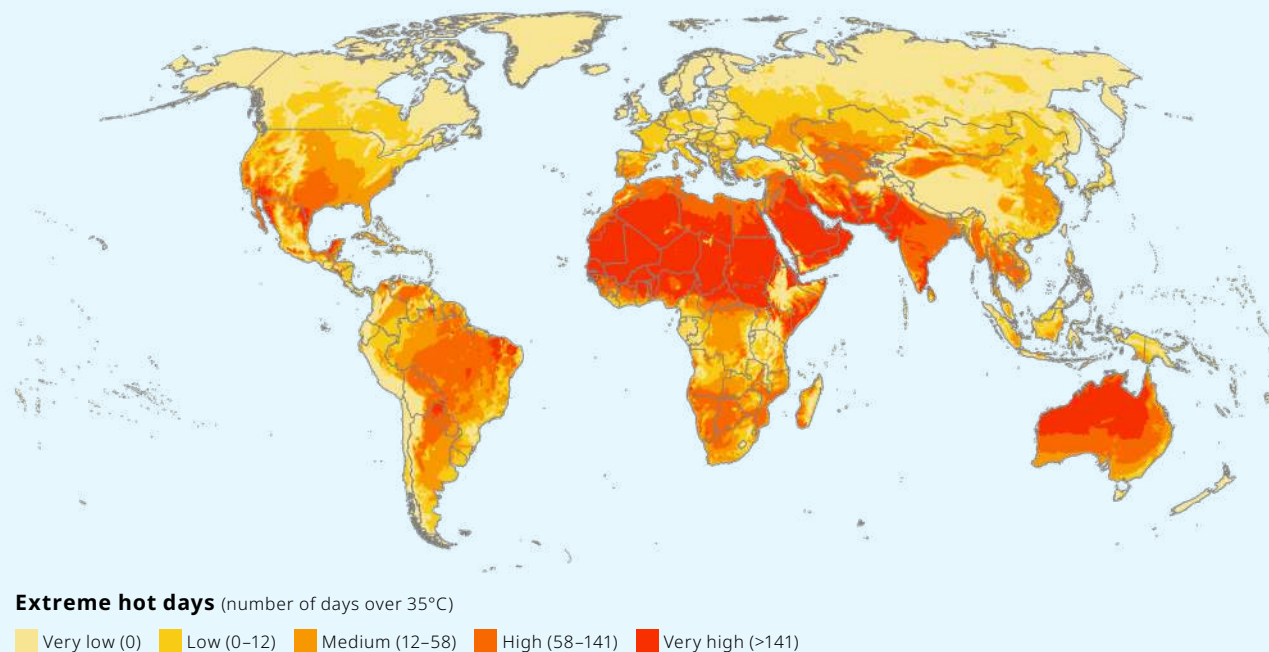 Extreme hot days (number of days over 35°C)
Very low (0) Low (0–12) Medium (12–58) High (58–141) Very high (>141)